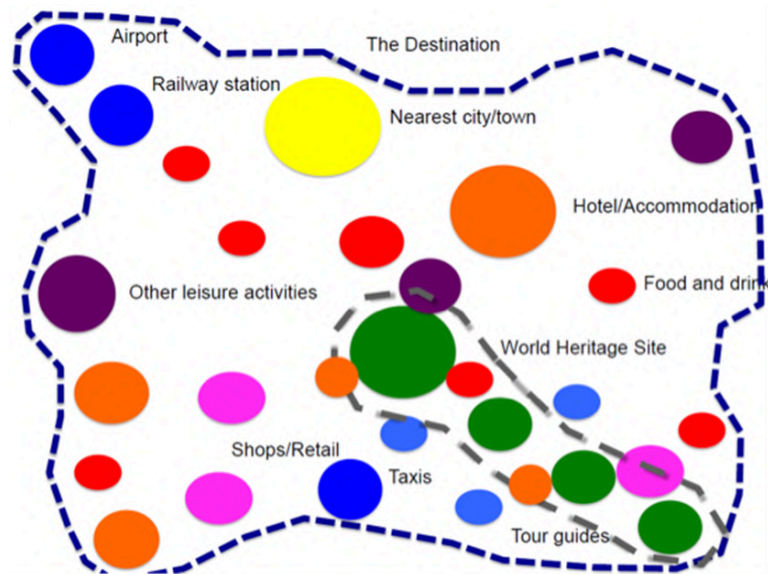 Airport
The Destination
Railway station
Nearest city/town
Hotel/Accommodation
Food and drink
Other leisure activities
World Heritage Site
Shops/Retail
Taxis
Tour guides